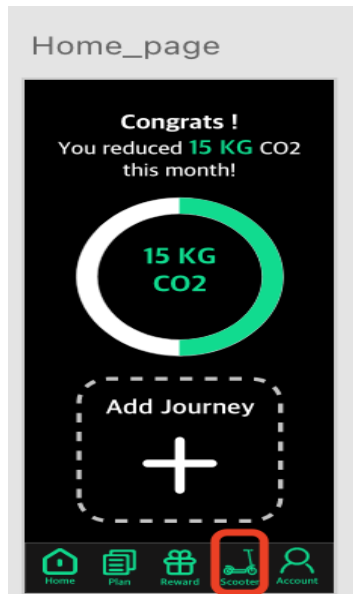 Home_page
Congrats !
You reduced 15 KG CO2
this month!
15 KG
CO2
Add Journey
Home Plan Reward Scooter Account